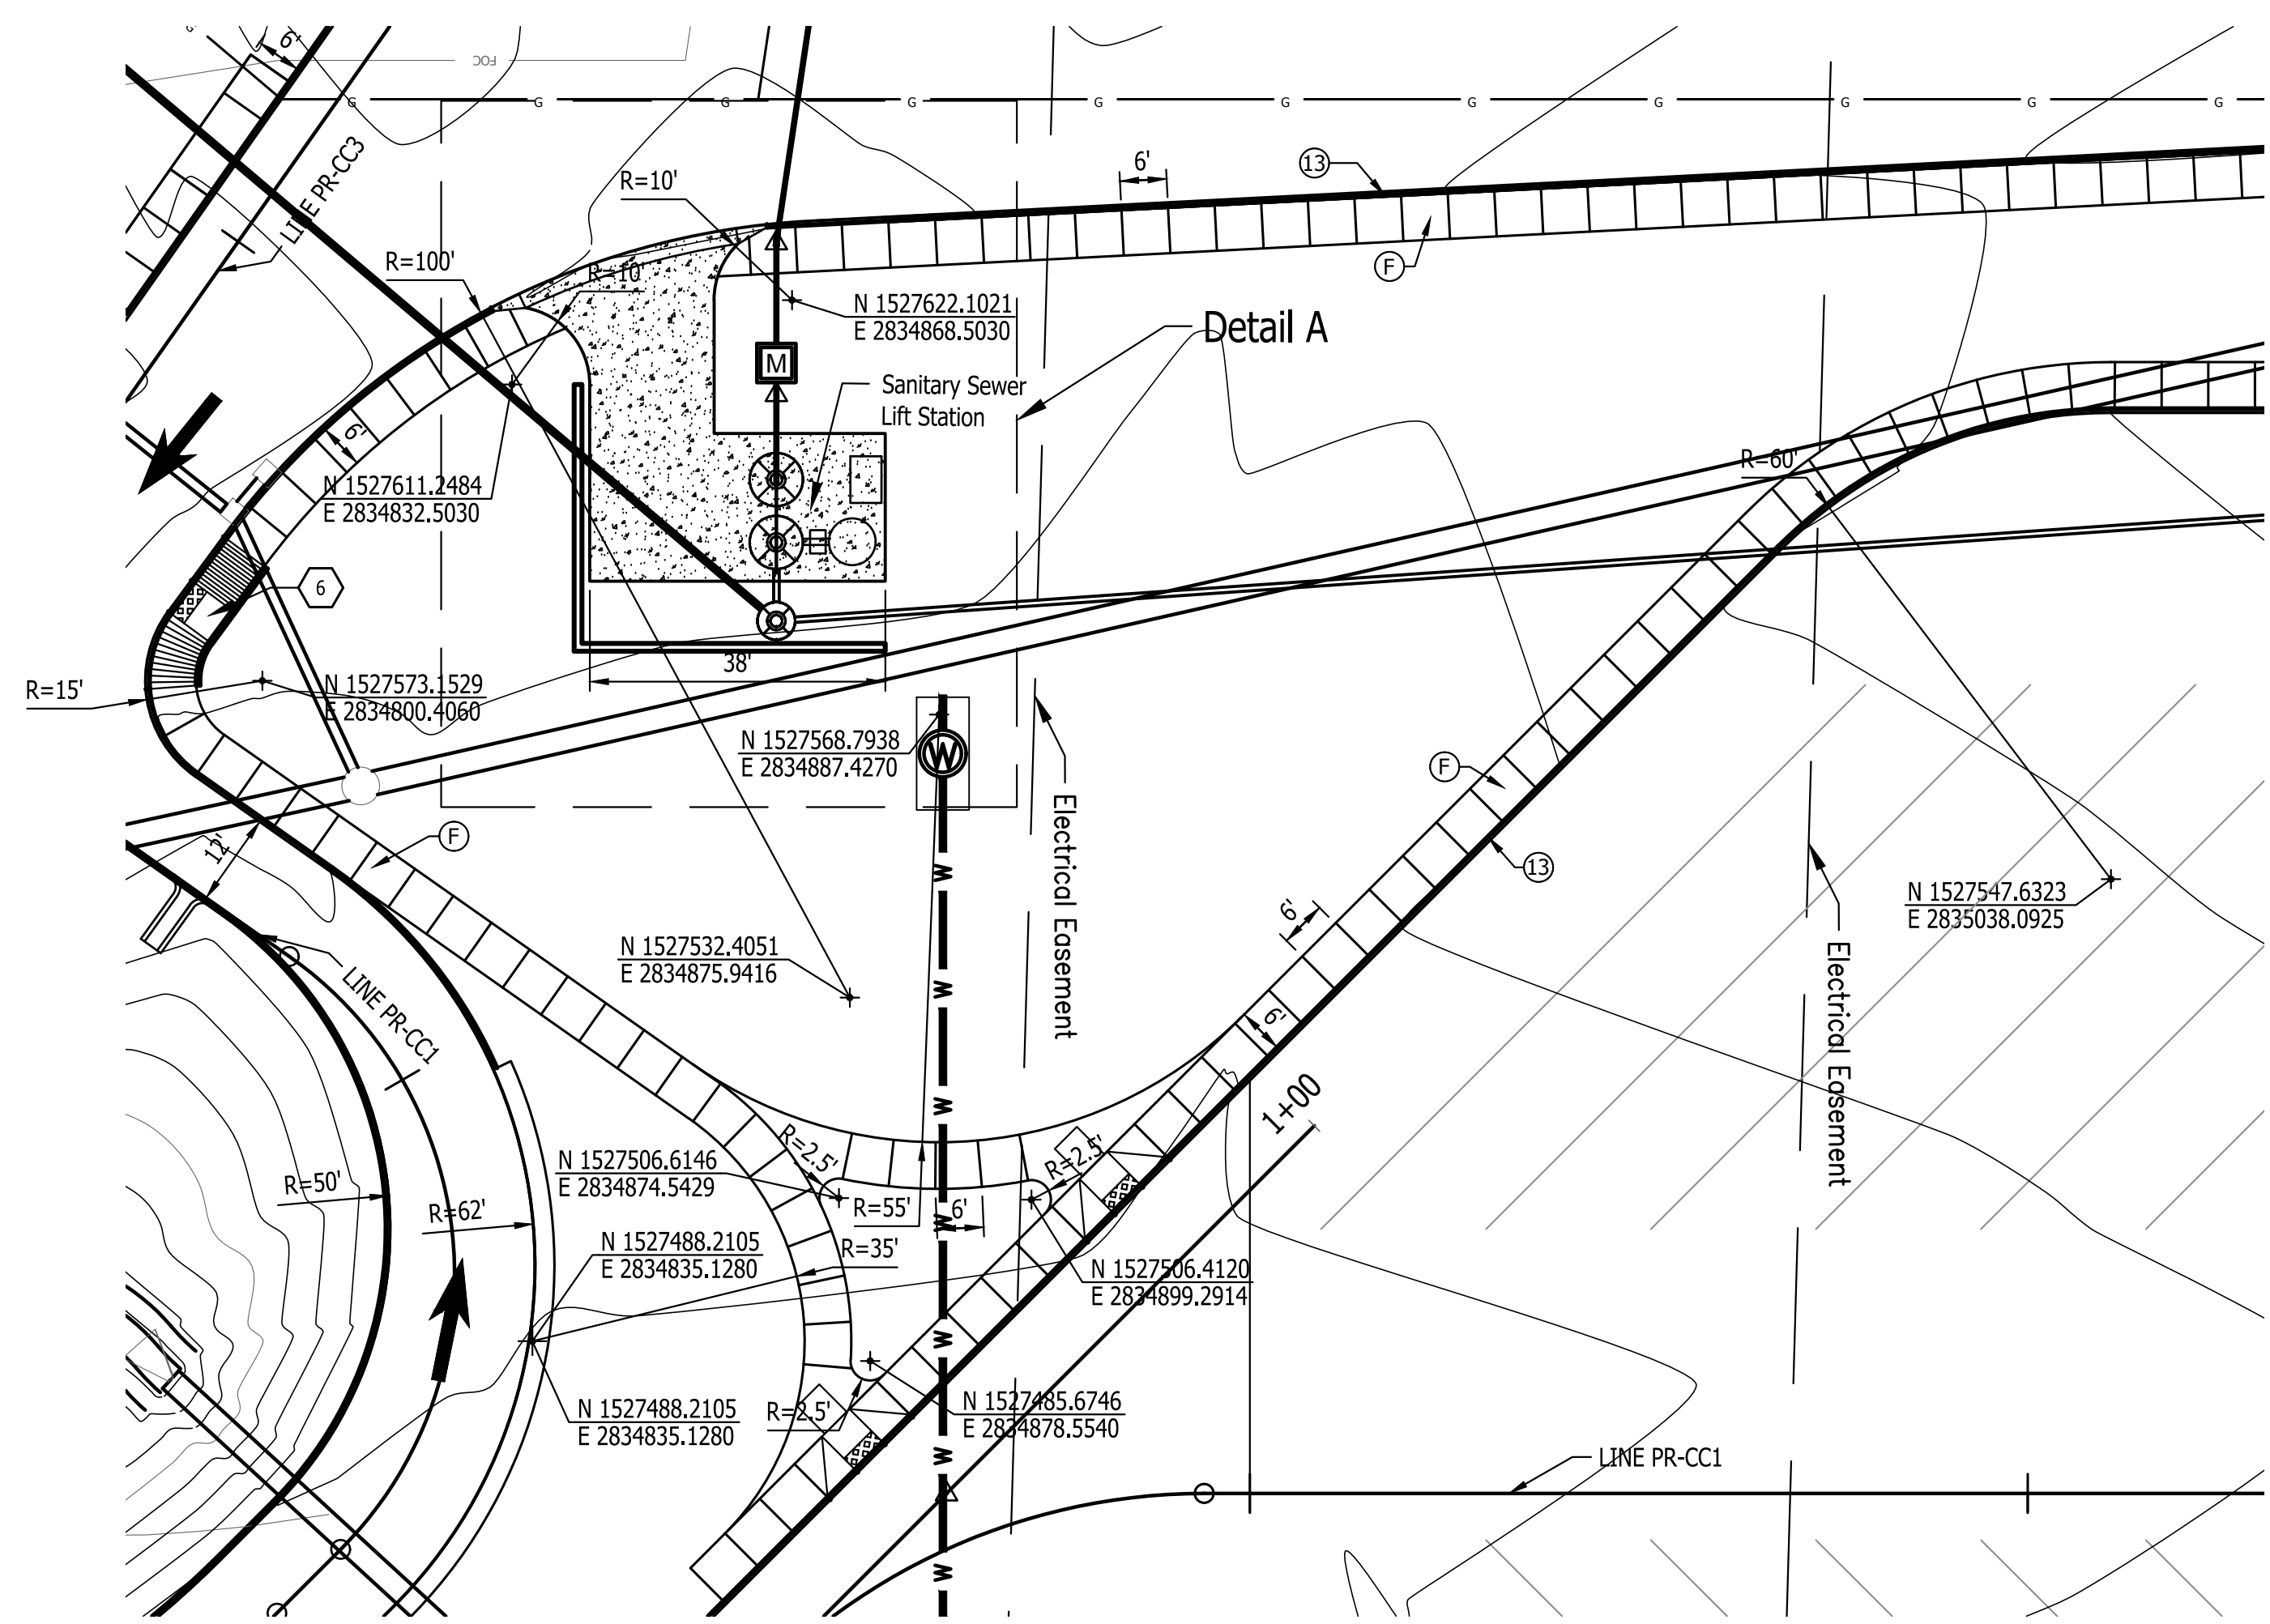 6'
FOC
G
G G G G G G G G G G G
LINE PR-CC3
R=10'
6'
13
R=100'
R=10'
F
N 1527622.1021
E 2834868.5030
Detail A
M
Sanitary Sewer
Lift Station
6'
R=60'
N 1527611.2484
E 2834832.5030
6
38'
R=15'
N 1527573.1529
E 2834800.4060
N 1527568.7938
E 2834887.4270
W
F
F
12'
Electrical Easement
13
N 1527547.6323
E 2835038.0925
W
6'
Electrical Easement
N 1527532.4051
E 2834875.9416
LINE PR-CC1
W
6'
1+00
W
R=2.5'
R=2.5'
N 1527506.6146
E 2834874.5429
R=50'
R=62'
R=55'
W
6'
R=35'
N 1527488.2105
E 2834835.1280
N 1527506.4120
E 2834899.2914
W
N 1527488.2105
E 2834835.1280
R=2.5'
N 1527485.6746
E 2834878.5540
W
LINE PR-CC1
W